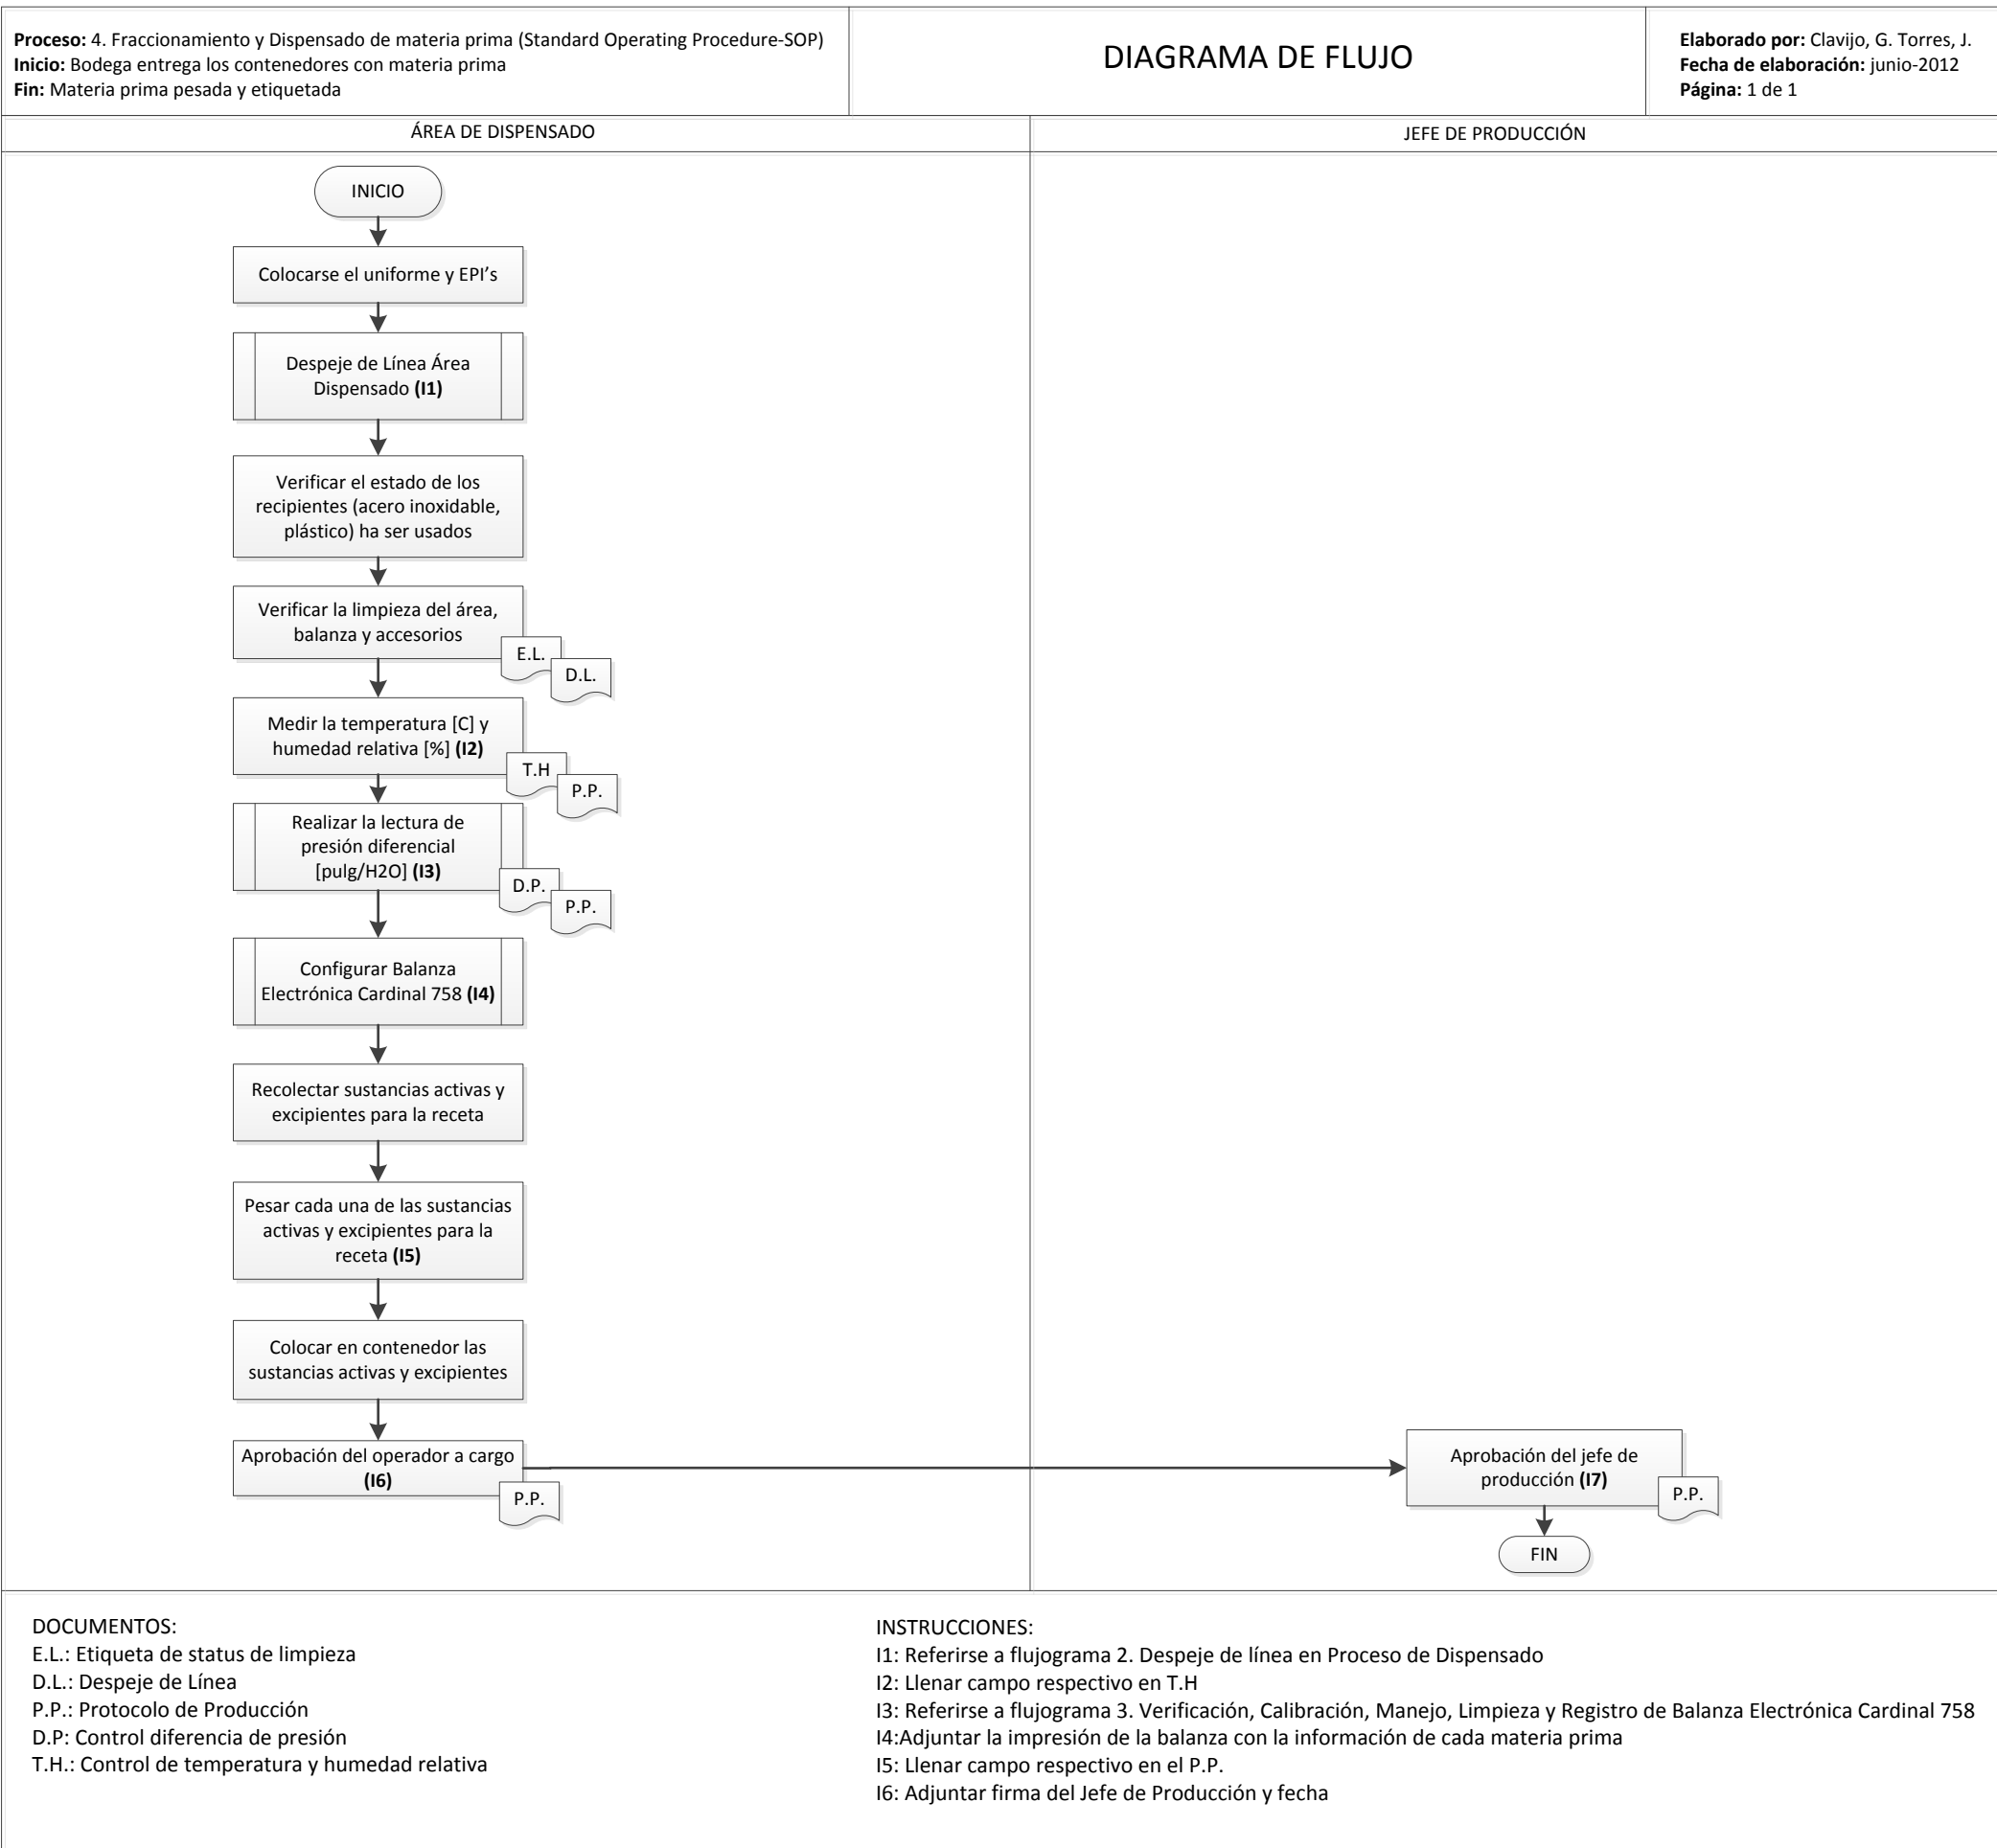 Proceso: 4. Fraccionamiento y Dispensado de materia prima (Standard Operating Procedure-SOP)
Inicio: Bodega entrega los contenedores con materia prima
Fin: Materia prima pesada y etiquetada
DIAGRAMA DE FLUJO
Elaborado por: Clavijo, G. Torres, J.
Fecha de elaboración: junio-2012
Página: 1 de 1
ÁREA DE DISPENSADO
JEFE DE PRODUCCIÓN
INICIO
Colocarse el uniforme y EPI's
Despeje de Línea Área
Dispensado (I1)
Verificar el estado de los
recipientes (acero inoxidable,
plástico) ha ser usados
Verificar la limpieza del área,
balanza y accesorios
E.L.
D.L.
Medir la temperatura [C] y
humedad relativa [%] (I2)
T.H
P.P.
Realizar la lectura de
presión diferencial
[pulg/H2O] (I3)
D.P.
P.P.
Configurar Balanza
Electrónica Cardinal 758 (I4)
Recolectar sustancias activas y
excipientes para la receta
Pesar cada una de las sustancias
activas y excipientes para la
receta (I5)
Colocar en contenedor las
sustancias activas y excipientes
Aprobación del operador a cargo
(I6)
P.P.
Aprobación del jefe de
producción (I7)
P.P.
FIN
DOCUMENTOS:
E.L.: Etiqueta de status de limpieza
D.L.: Despeje de Línea
P.P.: Protocolo de Producción
D.P: Control diferencia de presión
T.H.: Control de temperatura y humedad relativa
INSTRUCCIONES:
I1: Referirse a flujograma 2. Despeje de línea en Proceso de Dispensado
I2: Llenar campo respectivo en T.H
I3: Referirse a flujograma 3. Verificación, Calibración, Manejo, Limpieza y Registro de Balanza Electrónica Cardinal 758
I4:Adjuntar la impresión de la balanza con la información de cada materia prima
I5: Llenar campo respectivo en el P.P.
I6: Adjuntar firma del Jefe de Producción y fecha